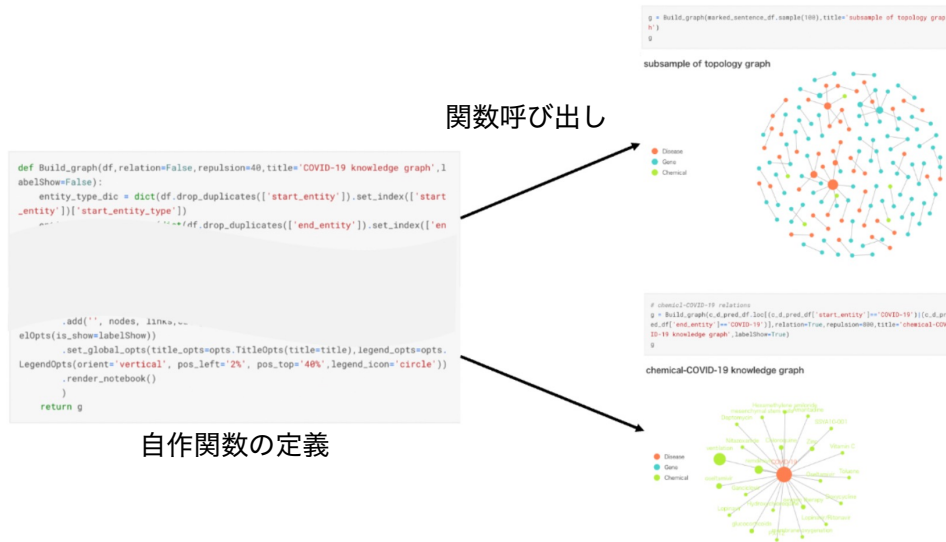 def Build_graph(df,relation=False,repulsion=40,title='COVID-19 knowledge graph',l
abelShow=False):
entity_type_dic = dict(df.drop_duplicates(['start_entity']).set_index(['start
_entity'])['start_entity_type'])
(df.drop_duplicates(['end_entity']).set_index(['en
.add('', nodes, links,
elOpts(is_show=labelShow))
.set_global_opts(title_opts=opts.TitleOpts(title=title),legend_opts=opts.
LegendOpts(orient='vertical', pos_left='2%', pos_top='40%',legend_icon='circle'))
.render_notebook()
)
return g
自作関数の定義
関数呼び出し
g = Build_graph(marked_sentence_df.sample(100),title='subsample of topology grap
h')
g
subsample of topology graph
Disease
Gene
Chemical
# chemicl-COVID-19 relations
g = Build_graph(c_d_pred_df.loc[(c_d_pred_df['start_entity']=='COVID-19')|(c_d_pr
ed_df['end_entity']=='COVID-19')],relation=True,repulsion=800,title='chemical-COV
ID-19 knowledge graph',labelShow=True)
g
chemical-COVID-19 knowledge graph
Disease
Gene
Chemical